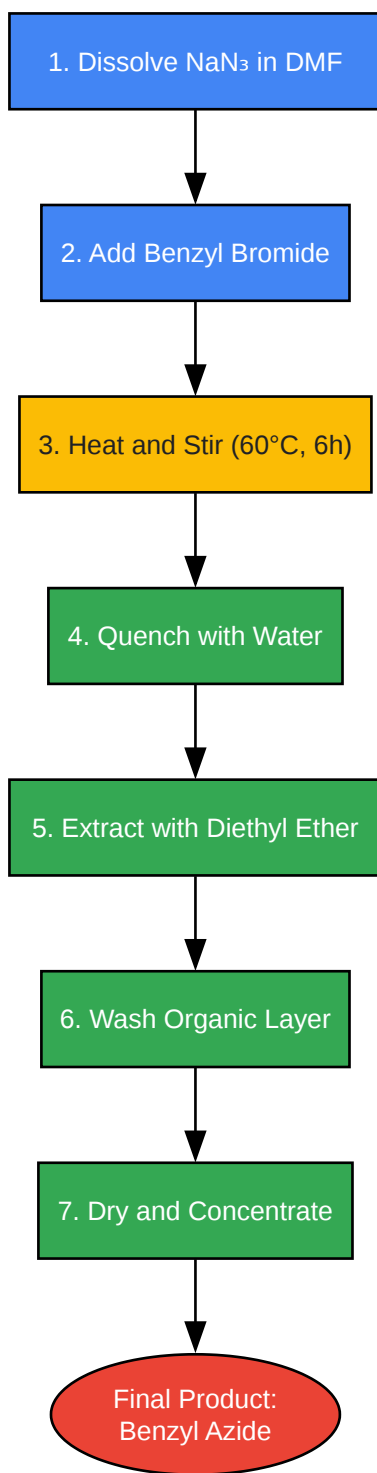 1. Dissolve NaN₃ in DMF
2. Add Benzyl Bromide
3. Heat and Stir (60°C, 6h)
4. Quench with Water
5. Extract with Diethyl Ether
6. Wash Organic Layer
7. Dry and Concentrate
Final Product:
Benzyl Azide